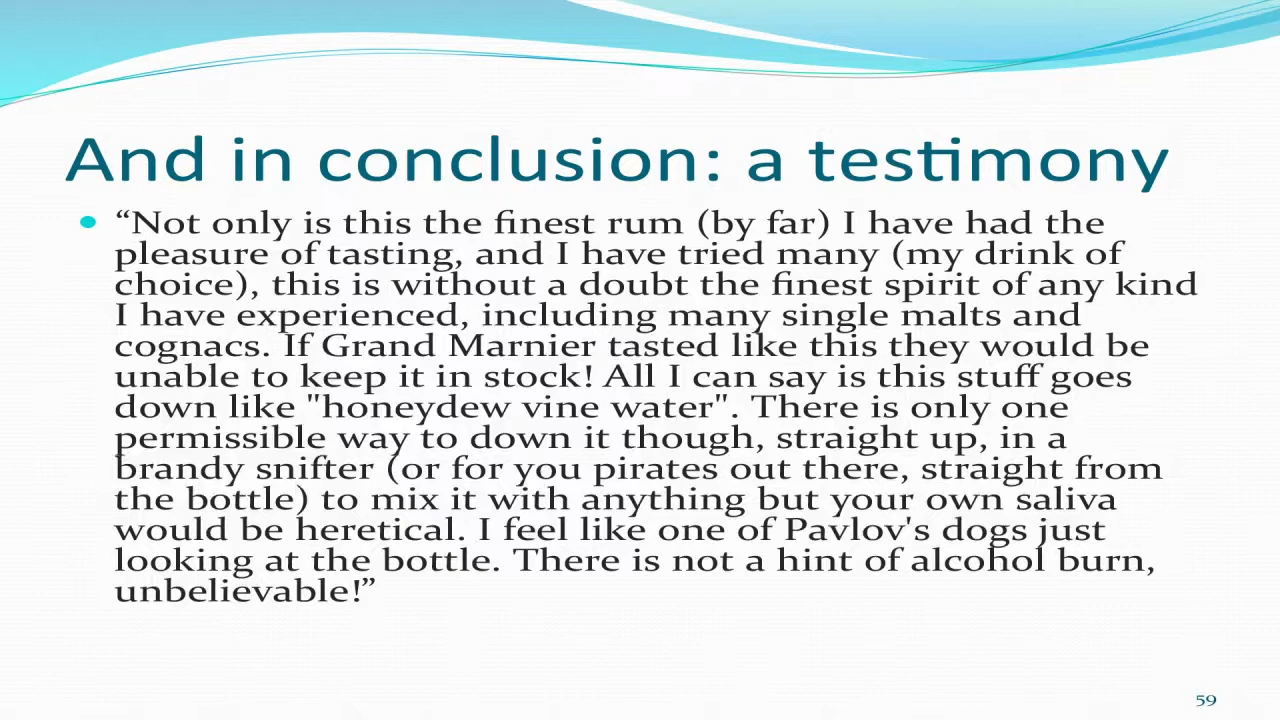 And in conclusion: a testimony
• “Not only is this the finest rum (by far) I have had the
pleasure of tasting, and I have tried many (my drink of
choice), this is without a doubt the finest spirit of any kind
I have experienced, including many single malts and
cognacs. If Grand Marnier tasted like this they would be
unable to keep it in stock! All I can say is this stuff goes
down like "honeydew vine water". There is only one
permissible way to down it though, straight up, in a
brandy snifter (or for you pirates out there, straight from
the bottle) to mix it with anything but your own saliva
would be heretical. I feel like one of Pavlov's dogs just
looking at the bottle. There is not a hint of alcohol burn,
unbelievable!”
59